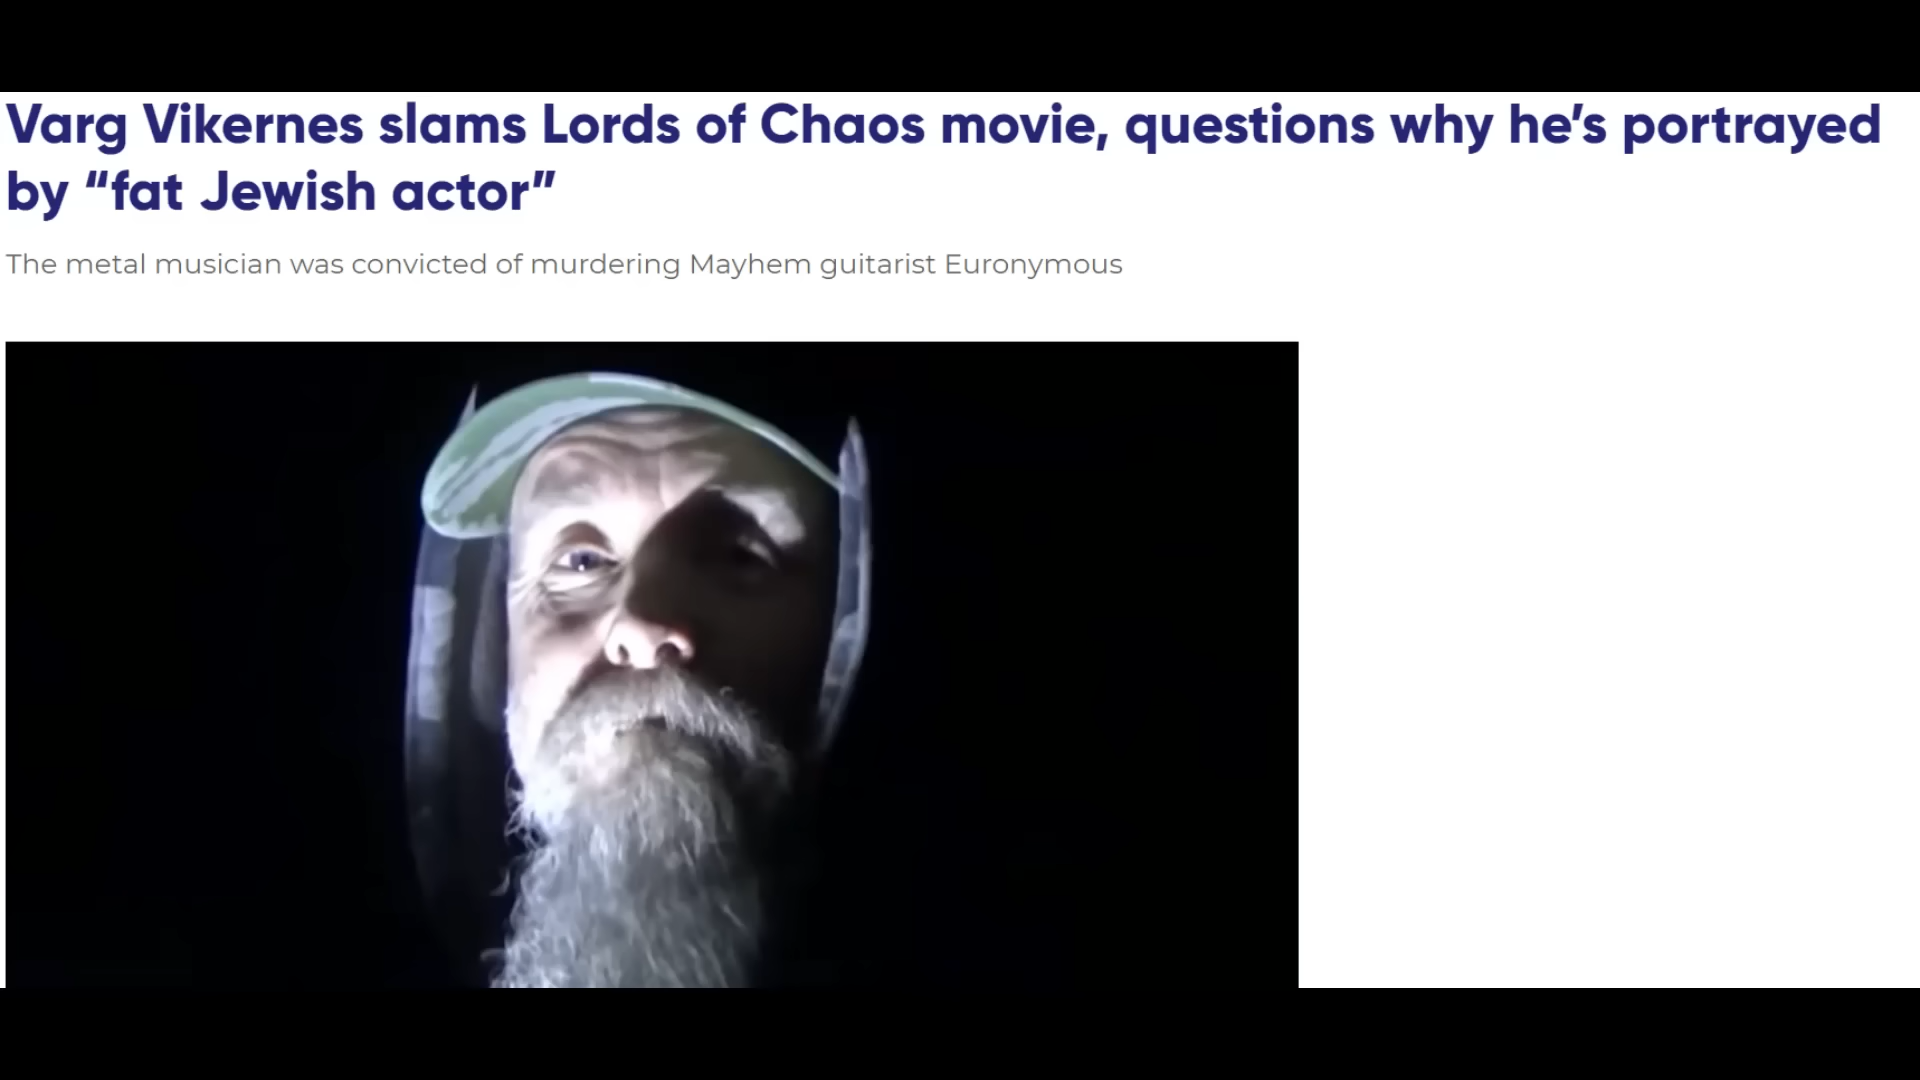 Varg Vikernes slams Lords of Chaos movie, questions why he’s portrayed
by “fat Jewish actor”
The metal musician was convicted of murdering Mayhem guitarist Euronymous